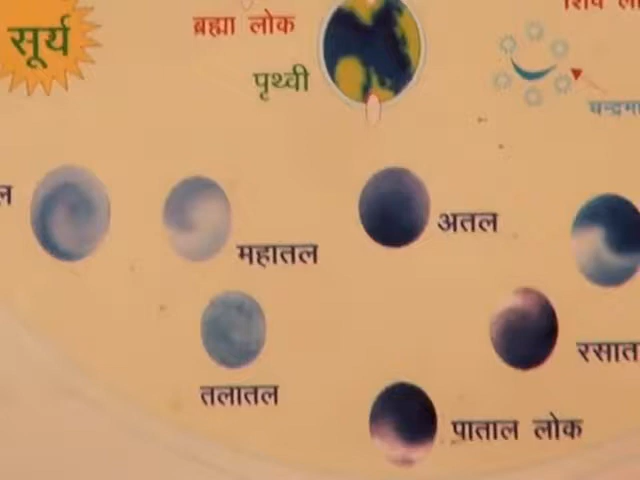 सूर्य
ब्रह्मा लोक
पृथ्वी
अतल
महातल
तलातल
पाताल लोक